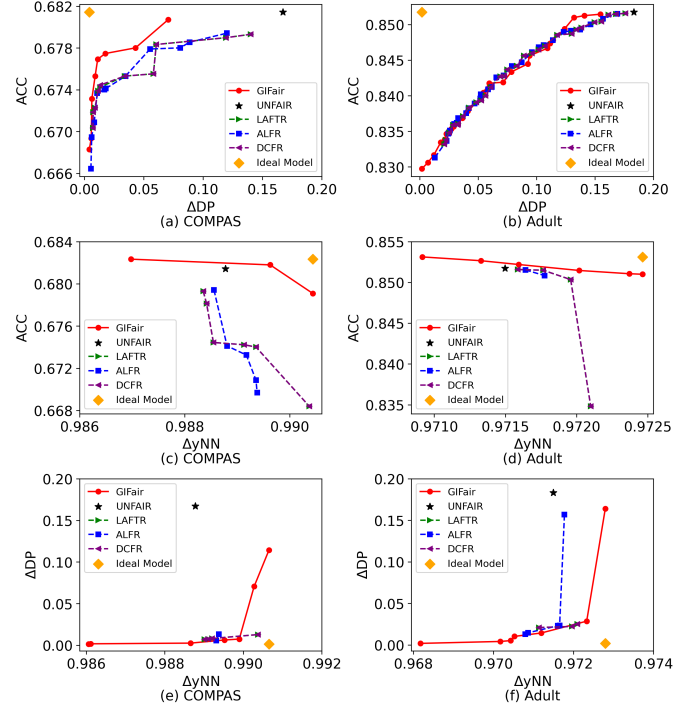 ACC
0.682
0.678
0.674
0.670
0.666
GIFair
UNFAIR
LAFTR
ALFR
DCFR
Ideal Model
0.00 0.05 0.10 0.15 0.20
ΔDP
(a) COMPAS
ACC
0.850
0.845
0.840
0.835
0.830
GIFair
UNFAIR
LAFTR
ALFR
DCFR
Ideal Model
0.00 0.05 0.10 0.15 0.20
ΔDP
(b) Adult
ACC
0.684
0.680
0.676
0.672
0.668
GIFair
UNFAIR
LAFTR
ALFR
DCFR
Ideal Model
0.986 0.988 0.990
ΔyNN
(c) COMPAS
ACC
0.855
0.850
0.845
0.840
0.835
GIFair
UNFAIR
LAFTR
ALFR
DCFR
Ideal Model
0.9710 0.9715 0.9720 0.9725
ΔyNN
(d) Adult
ΔDP
0.20
0.15
0.10
0.05
0.00
GIFair
UNFAIR
LAFTR
ALFR
DCFR
Ideal Model
0.986 0.988 0.990 0.992
ΔyNN
(e) COMPAS
ΔDP
0.20
0.15
0.10
0.05
0.00
GIFair
UNFAIR
LAFTR
ALFR
DCFR
Ideal Model
0.968 0.970 0.972 0.974
ΔyNN
(f) Adult